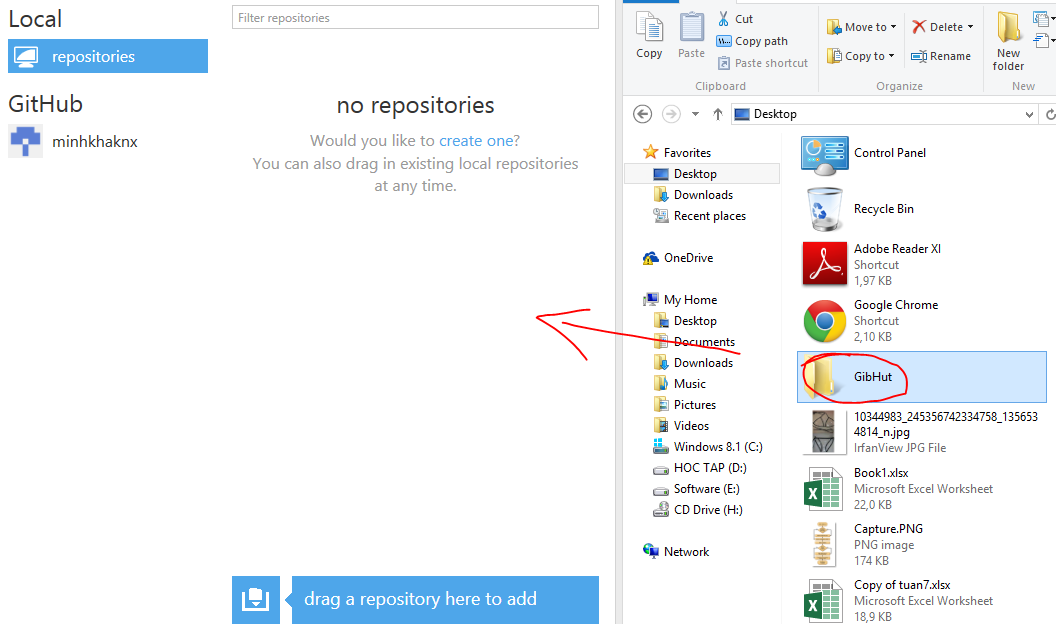 Local
repositories
GitHub
minhkhaknx
Filter repositories
no repositories
Would you like to create one?
You can also drag in existing local repositories
at any time.
drag a repository here to add
Copy
Paste
Cut
Copy path
Paste shortcut
Clipboard
Move to
Copy to
Delete
Rename
Organize
New
folder
New
Desktop
Favorites
Desktop
Downloads
Recent places
OneDrive
My Home
Desktop
Documents
Downloads
Music
Pictures
Videos
Windows 8.1 (C:)
HOC TAP (D:)
Software (E:)
CD Drive (H:)
Network
Control Panel
Recycle Bin
Adobe Reader XI
Shortcut
1,97 KB
Google Chrome
Shortcut
2,10 KB
GibHut
10344983_245356742334758_135653
4814_n.jpg
IrfanView JPG File
Book1.xlsx
Microsoft Excel Worksheet
22,0 KB
Capture.PNG
PNG image
174 KB
Copy of tuan7.xlsx
Microsoft Excel Worksheet
18,9 KB